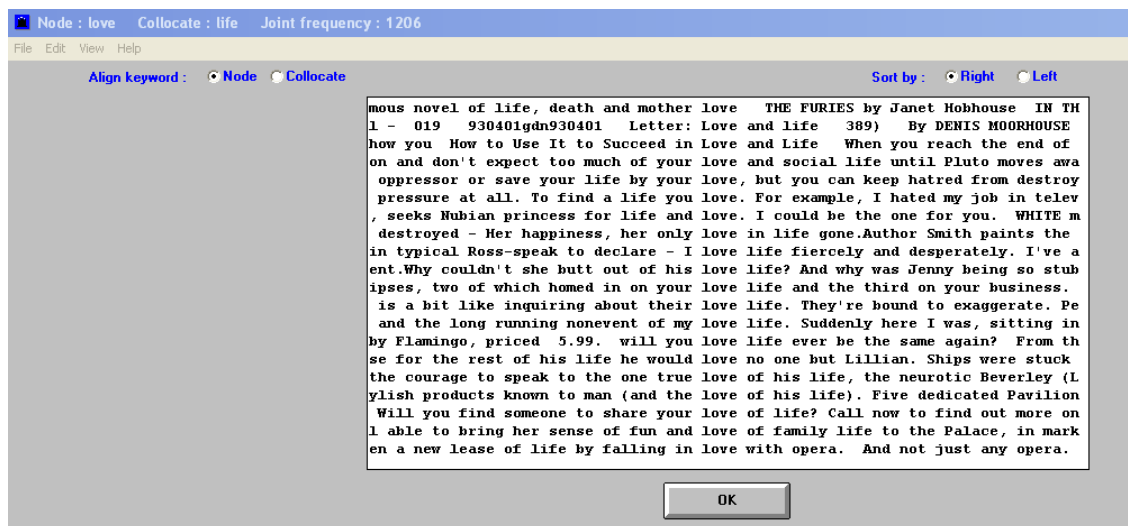 Node : love Collocate : life Joint frequency : 1206
File Edit View Help
Align keyword : Node Collocate Sort by : Right Left
mous novel of life, death and mother love THE FURIES by Janet Hobhouse IN TH
l - 019 930401gdn930401 Letter: Love and life 389) By DENIS MOORHOUSE
how you How to Use It to Succeed in Love and Life When you reach the end of
on and don't expect too much of your love and social life until Pluto moves awa
oppressor or save your life by your love, but you can keep hatred from destroy
pressure at all. To find a life you love. For example, I hated my job in telev
, seeks Nubian princess for life and love. I could be the one for you. WHITE m
destroyed - Her happiness, her only love in life gone.Author Smith paints the
in typical Ross-speak to declare - I love life fiercely and desperately. I've a
ent.Why couldn't she butt out of his love life? And why was Jenny being so stub
ipses, two of which homed in on your love life and the third on your business.
is a bit like inquiring about their love life. They're bound to exaggerate. Pe
and the long running nonevent of my love life. Suddenly here I was, sitting in
by Flamingo, priced 5.99. will you love life ever be the same again? From th
se for the rest of his life he would love no one but Lillian. Ships were stuck
the courage to speak to the one true love of his life, the neurotic Beverley (L
ylish products known to man (and the love of his life). Five dedicated Pavilion
Will you find someone to share your love of life? Call now to find out more on
l able to bring her sense of fun and love of family life to the Palace, in mark
en a new lease of life by falling in love with opera. And not just any opera.
OK